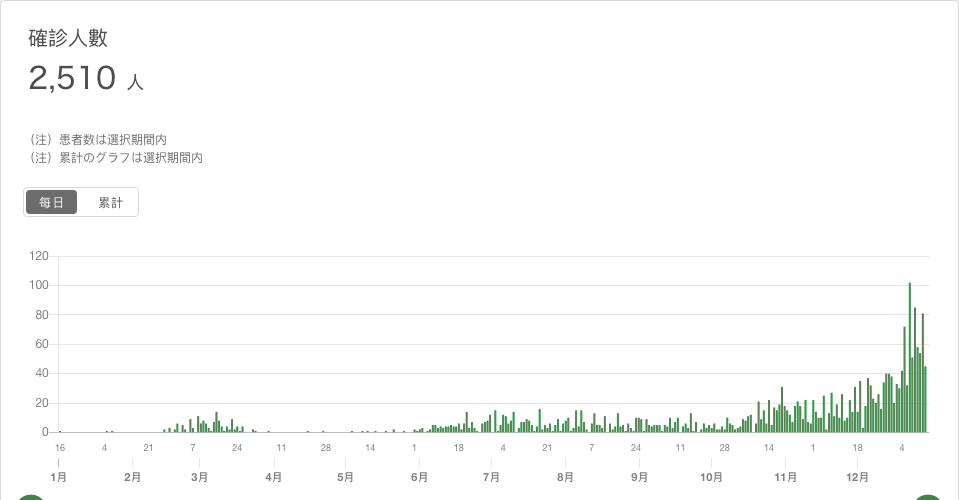 確診人數
2,510 人
（注）患者数は選択期間内
（注）累計のグラフは選択期間内
每日 累計
120
100
80
60
40
20
0
16 4 21 7 24 11 28 14 1 18 4 21 7 24 11 28 14 1 18 4
1月 2月 3月 4月 5月 6月 7月 8月 9月 10月 11月 12月